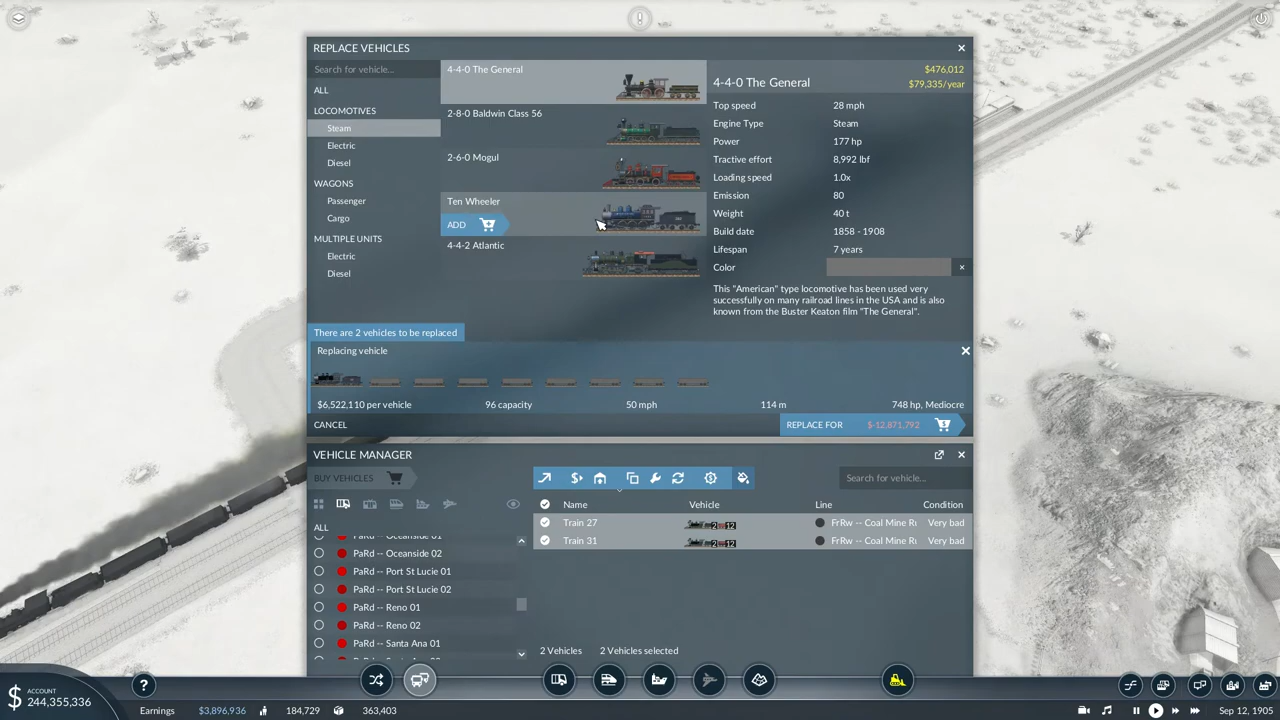 REPLACE VEHICLES
Search for vehicle...
ALL
LOCOMOTIVES
Steam
Electric
Diesel
WAGONS
Passenger
Cargo
MULTIPLE UNITS
Electric
Diesel
4-4-0 The General
2-8-0 Baldwin Class 56
2-6-0 Mogul
Ten Wheeler
ADD
4-4-2 Atlantic
$476,012
4-4-0 The General
$79,335/year
Top speed 28 mph
Engine Type Steam
Power 177 hp
Tractive effort 8,992 lbf
Loading speed 1.0x
Emission 80
Weight 40 t
Build date 1858 - 1908
Lifespan 7 years
Color
This "American" type locomotive has been used very
successfully on many railroad lines in the USA and is also
known from the Buster Keaton film "The General".
There are 2 vehicles to be replaced
Replacing vehicle
$6,522,110 per vehicle 96 capacity 50 mph 114 m 748 hp, Mediocre
CANCEL
REPLACE FOR $-12,871,792
VEHICLE MANAGER
BUY VEHICLES
Search for vehicle...
ALL
PaRd -- Oceanside 01
PaRd -- Oceanside 02
PaRd -- Port St Lucie 01
PaRd -- Port St Lucie 02
PaRd -- Reno 01
PaRd -- Reno 02
PaRd -- Santa Ana 01
Name Vehicle Line Condition
Train 27 2 12 FrRw -- Coal Mine Ru Very bad
Train 31 2 12 FrRw -- Coal Mine Ru Very bad
2 Vehicles 2 Vehicles selected
$ ACCOUNT
244,355,336
?
Earnings $3,896,936 184,729 363,403
Sep 12, 1905